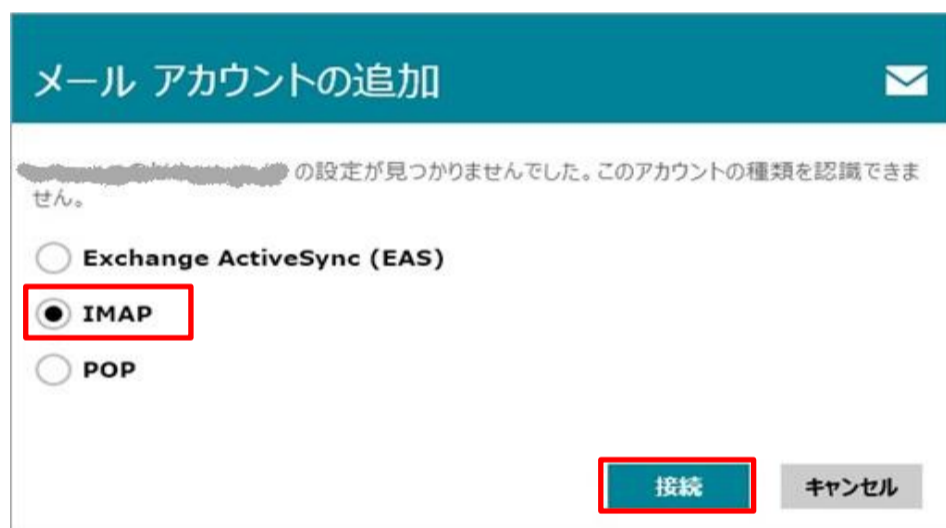 メール アカウントの追加
の設定が見つかりませんでした。このアカウントの種類を認識できま
せん。
Exchange ActiveSync (EAS)
IMAP
POP
接続 キャンセル